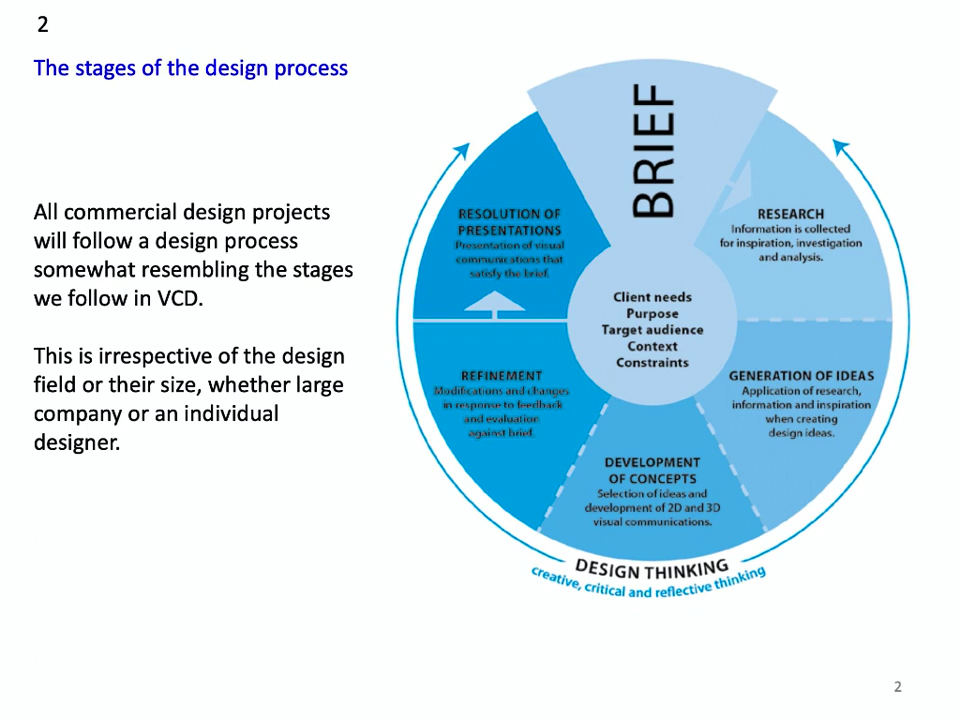 2
The stages of the design process
All commercial design projects
will follow a design process
somewhat resembling the stages
we follow in VCD.
This is irrespective of the design
field or their size, whether large
company or an individual
designer.
BRIEF
Client needs
Purpose
Target audience
Context
Constraints
RESEARCH
Information is collected
for inspiration, investigation
and analysis.
GENERATION OF IDEAS
Application of research,
information and inspiration
when creating
design ideas.
DEVELOPMENT
OF CONCEPTS
Selection of ideas and
development of 2D and 3D
visual communications.
REFINEMENT
Modifications and changes
in response to feedback
and evaluation
against brief.
RESOLUTION OF
PRESENTATIONS
Presentation of visual
communications that
satisfy the brief.
DESIGN THINKING
creative, critical and reflective thinking
2